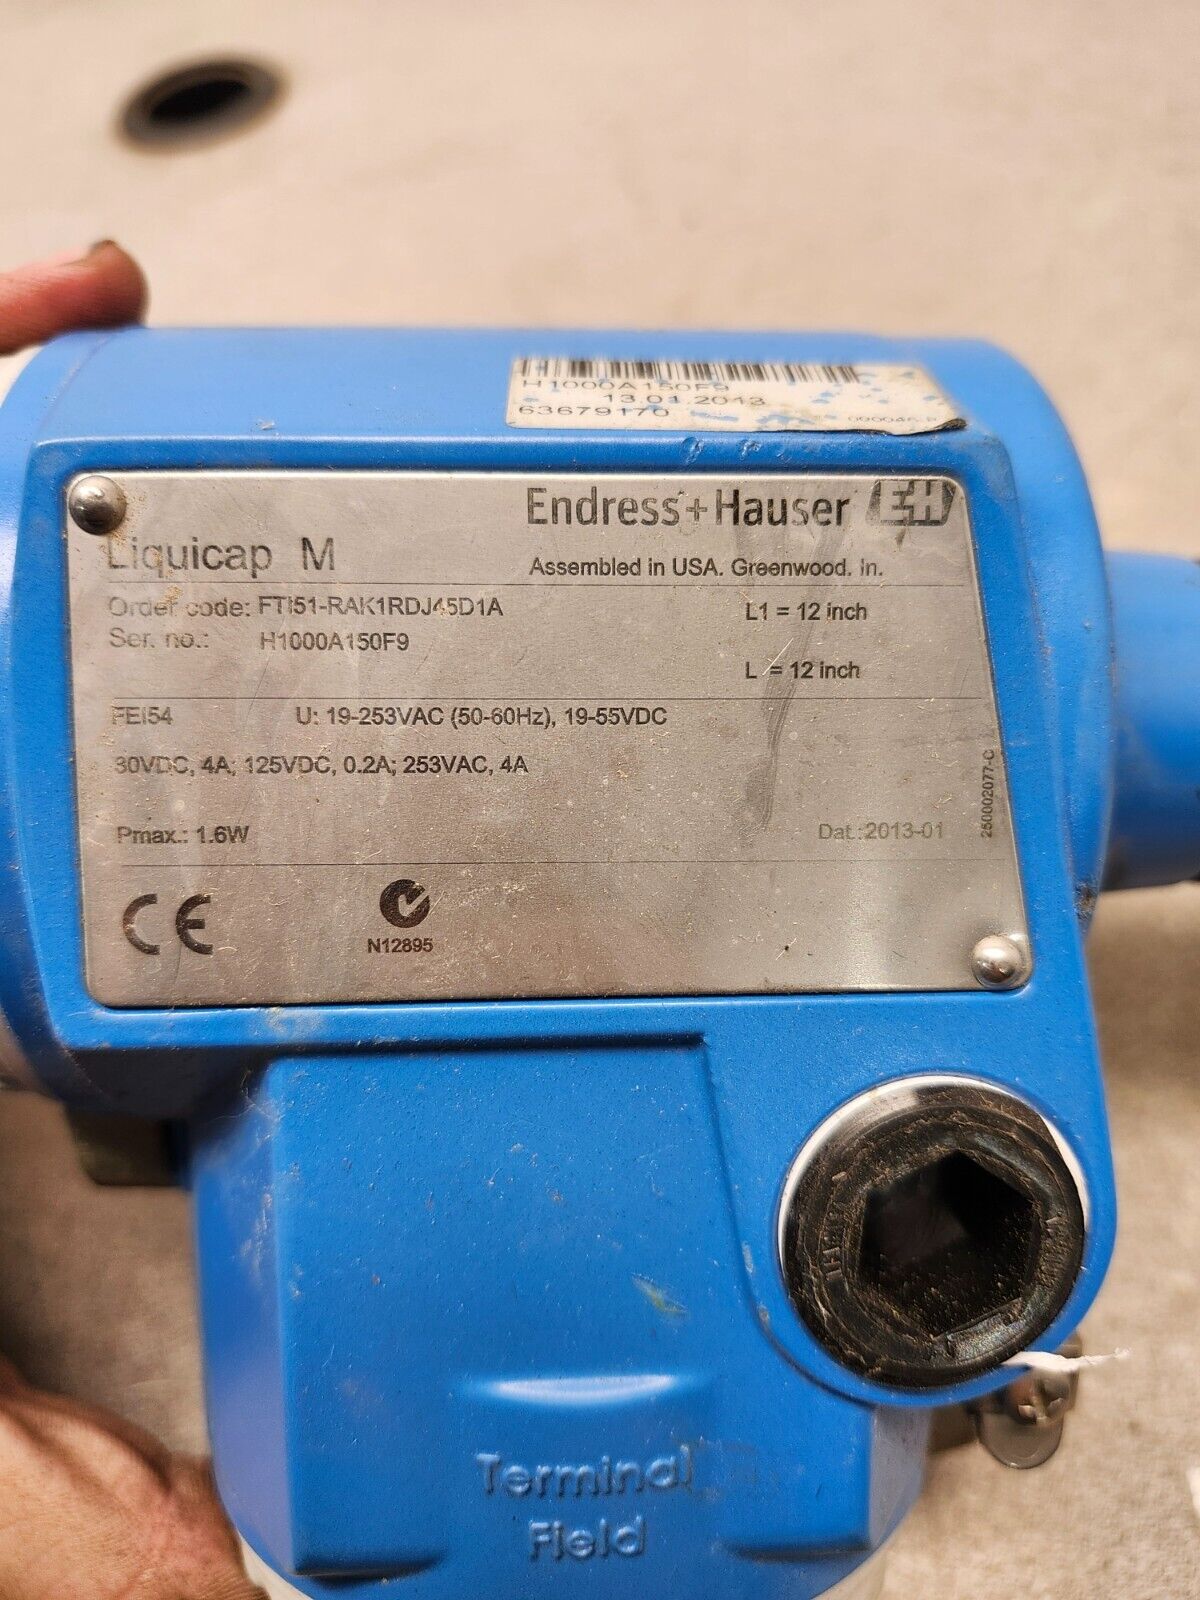 H1000A150F9
13.01.2013
63679170
Endress+Hauser EH
Liquicap M
Assembled in USA. Greenwood. In.
Order code: FTI51-RAK1RDJ45D1A L1 = 12 inch
Ser. no.: H1000A150F9
L = 12 inch
FEI54 U: 19-253VAC (50-60Hz), 19-55VDC
30VDC, 4A; 125VDC, 0.2A; 253VAC, 4A
250002077-C
Pmax.: 1.6W Dat.:2013-01
CE
N12895
Terminal
Field